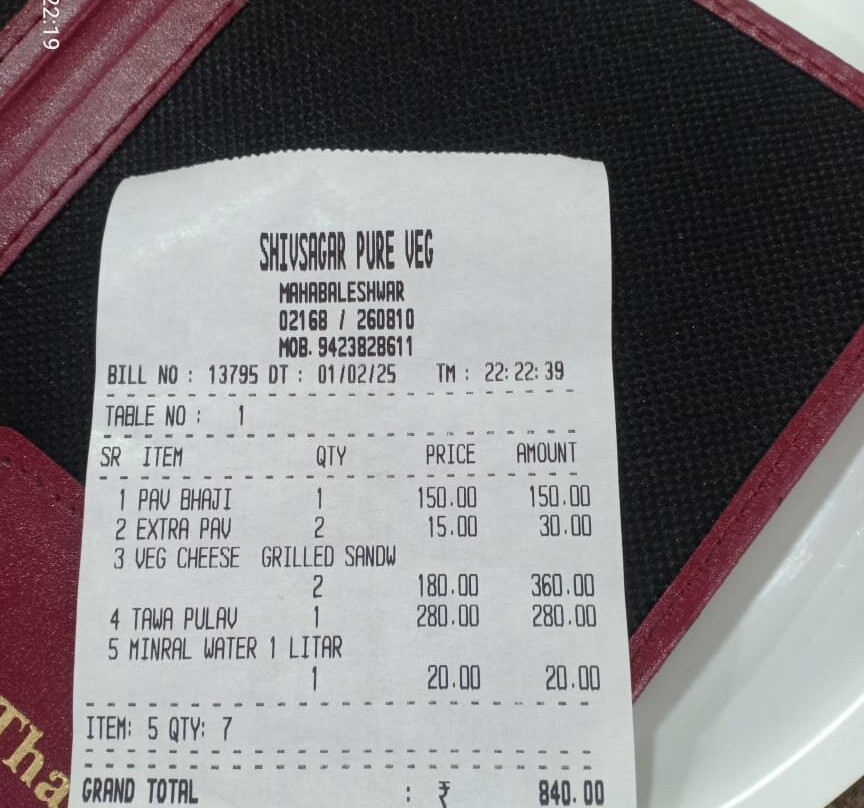 22:19
SHIVSAGAR PURE VEG
MAHABALESHWAR
02168 / 260810
MOB. 9423828611
BILL NO : 13795 DT : 01/02/25 TM : 22:22:39
TABLE NO : 1
SR ITEM QTY PRICE AMOUNT
1 PAV BHAJI 1 150.00 150.00
2 EXTRA PAV 2 15.00 30.00
3 VEG CHEESE GRILLED SANDW
2 180.00 360.00
4 TAWA PULAV 1 280.00 280.00
5 MINRAL WATER 1 LITAR
1 20.00 20.00
ITEM: 5 QTY: 7
GRAND TOTAL : ₹ 840.00
Tha